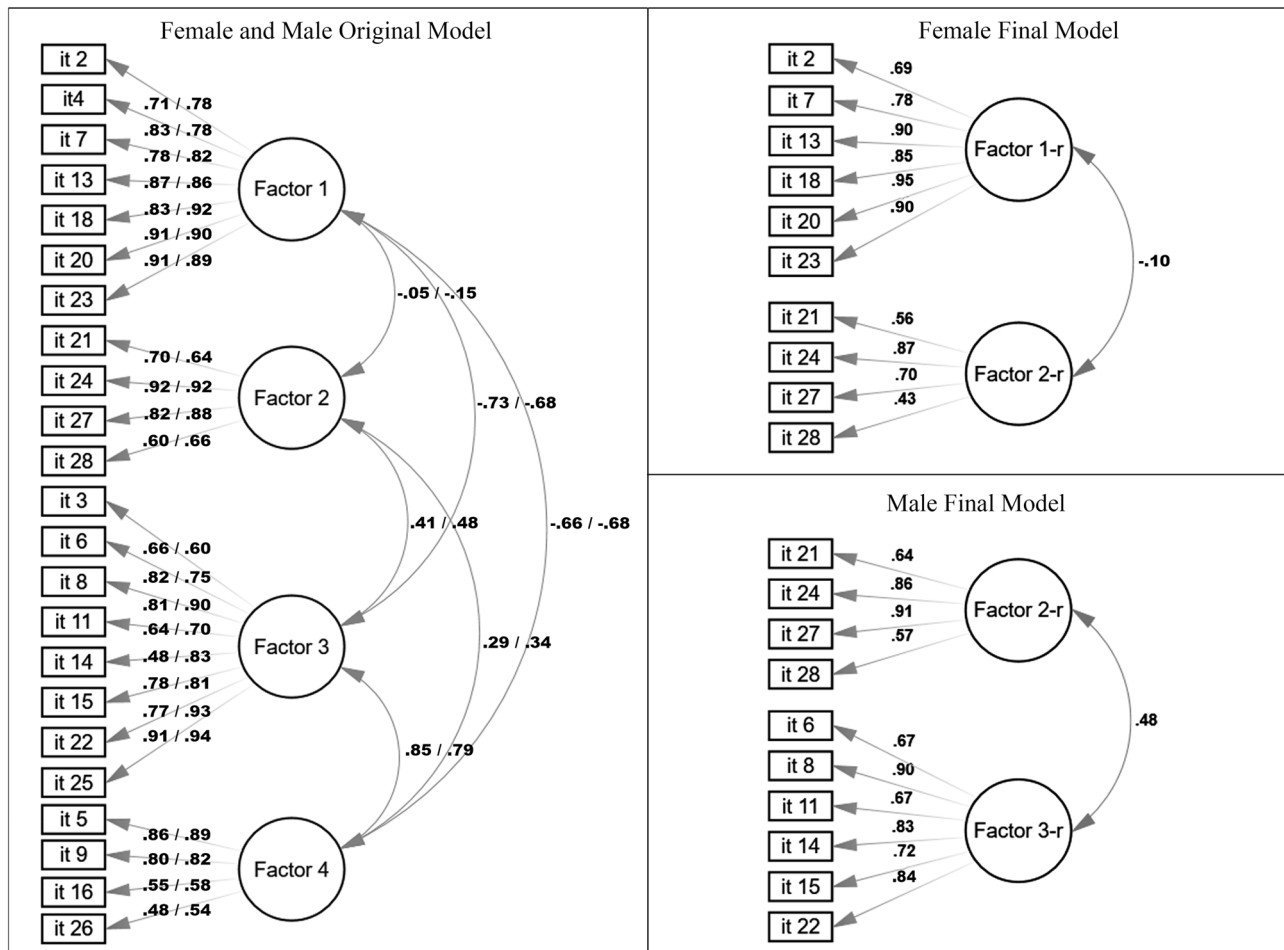 Female and Male Original Model
it 2
it4
it 7
it 13
it 18
it 20
it 23
.71 / .78
.83 / .78
.78 / .82
.87 / .86
.83 / .92
.91 / .90
.91 / .89
Factor 1
it 21
it 24
it 27
it 28
.70 / .64
.92 / .92
.82 / .88
.60 / .66
Factor 2
it 3
it 6
it 8
it 11
it 14
it 15
it 22
it 25
.66 / .60
.82 / .75
.81 / .90
.64 / .70
.48 / .83
.78 / .81
.77 / .93
.91 / .94
Factor 3
it 5
it 9
it 16
it 26
.86 / .89
.80 / .82
.55 / .58
.48 / .54
Factor 4
-.05 / -.15
-.73 / -.68
.41 / .48
-.66 / -.68
.29 / .34
.85 / .79
Female Final Model
it 2
it 7
it 13
it 18
it 20
it 23
.69
.78
.90
.85
.95
.90
Factor 1-r
-.10
it 21
it 24
it 27
it 28
.56
.87
.70
.43
Factor 2-r
Male Final Model
it 21
it 24
it 27
it 28
.64
.86
.91
.57
Factor 2-r
.48
it 6
it 8
it 11
it 14
it 15
it 22
.67
.90
.67
.83
.72
.84
Factor 3-r